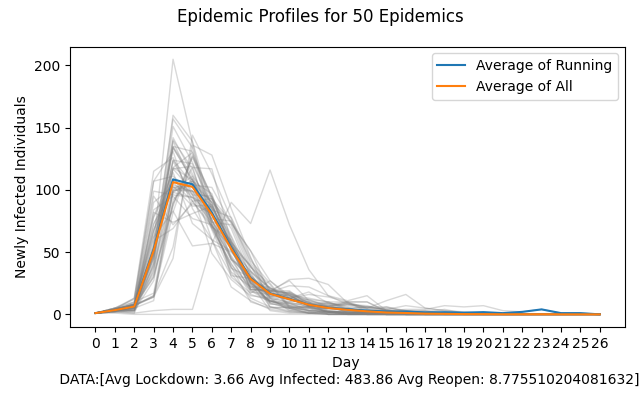 Epidemic Profiles for 50 Epidemics
Average of Running
Average of All
Newly Infected Individuals
200
150
100
50
0
0 1 2 3 4 5 6 7 8 9 10 11 12 13 14 15 16 17 18 19 20 21 22 23 24 25 26
Day
DATA:[Avg Lockdown: 3.66 Avg Infected: 483.86 Avg Reopen: 8.775510204081632]